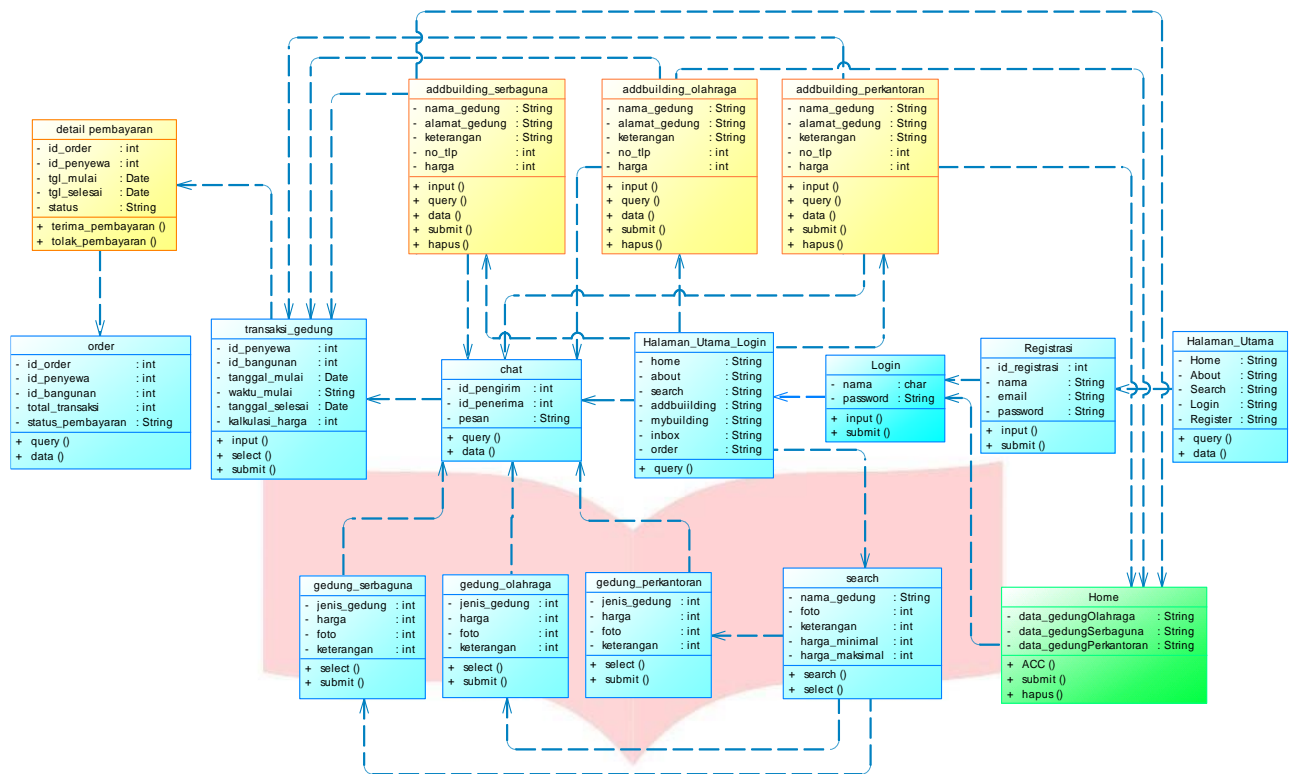 addbuilding_serbaguna
- nama_gedung : String
- alamat_gedung : String
- keterangan : String
- no_tlp : int
- harga : int
+ input ()
+ query ()
+ data ()
+ submit ()
+ hapus ()
addbuilding_olahraga
- nama_gedung : String
- alamat_gedung : String
- keterangan : String
- no_tlp : int
- harga : int
+ input ()
+ query ()
+ data ()
+ submit ()
+ hapus ()
addbuilding_perkantoran
- nama_gedung : String
- alamat_gedung : String
- keterangan : String
- no_tlp : int
- harga : int
+ input ()
+ query ()
+ data ()
+ submit ()
+ hapus ()
detail pembayaran
- id_order : int
- id_penyewa : int
- tgl_mulai : Date
- tgl_selesai : Date
- status : String
+ terima_pembayaran ()
+ tolak_pembayaran ()
order
- id_order : int
- id_penyewa : int
- id_bangunan : int
- total_transaksi : int
- status_pembayaran : String
+ query ()
+ data ()
transaksi_gedung
- id_penyewa : int
- id_bangunan : int
- tanggal_mulai : Date
- waktu_mulai : String
- tanggal_selesai : Date
- kalkulasi_harga : int
+ input ()
+ select ()
+ submit ()
chat
- id_pengirim : int
- id_penerima : int
- pesan : String
+ query ()
+ data ()
Halaman_Utama_Login
- home : String
- about : String
- search : String
- addbuiilding : String
- mybuilding : String
- inbox : String
- order : String
+ query ()
Login
- nama : char
- password : String
+ input ()
+ submit ()
Registrasi
- id_registrasi : int
- nama : String
- email : String
- password : String
+ input ()
+ submit ()
Halaman_Utama
- Home : String
- About : String
- Search : String
- Login : String
- Register : String
+ query ()
+ data ()
gedung_serbaguna
- jenis_gedung : int
- harga : int
- foto : int
- keterangan : int
+ select ()
+ submit ()
gedung_olahraga
- jenis_gedung : int
- harga : int
- foto : int
- keterangan : int
+ select ()
+ submit ()
gedung_perkantoran
- jenis_gedung : int
- harga : int
- foto : int
- keterangan : int
+ select ()
+ submit ()
search
- nama_gedung : String
- foto : int
- keterangan : int
- harga_minimal : int
- harga_maksimal : int
+ search ()
+ select ()
Home
- data_gedungOlahraga : String
- data_gedungSerbaguna : String
- data_gedungPerkantoran : String
+ ACC ()
+ submit ()
+ hapus ()